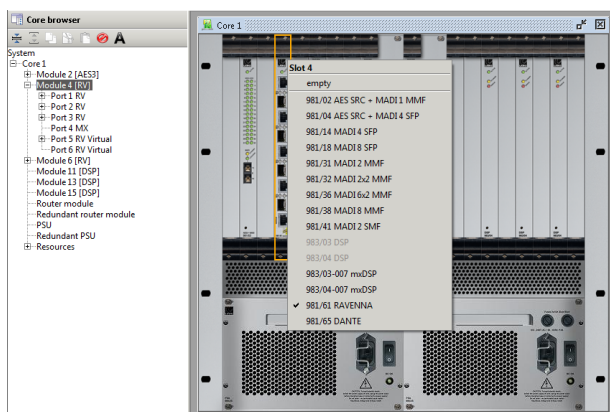 Core browser
System
Core 1
Module 2 [AES3]
Module 4 [RV]
Port 1 RV
Port 2 RV
Port 3 RV
Port 4 MX
Port 5 RV Virtual
Port 6 RV Virtual
Module 6 [RV]
Module 11 [DSP]
Module 13 [DSP]
Module 15 [DSP]
Router module
Redundant router module
PSU
Redundant PSU
Resources
Core 1
Slot 4
empty
981/02 AES SRC + MADI 1 MMF
981/04 AES SRC + MADI 4 SFP
981/14 MADI 4 SFP
981/18 MADI 8 SFP
981/31 MADI 2 MMF
981/32 MADI 2x2 MMF
981/36 MADI 6x2 MMF
981/38 MADI 8 MMF
981/41 MADI 2 SMF
983/03 DSP
983/04 DSP
983/03-007 mxDSP
983/04-007 mxDSP
981/61 RAVENNA
981/65 DANTE